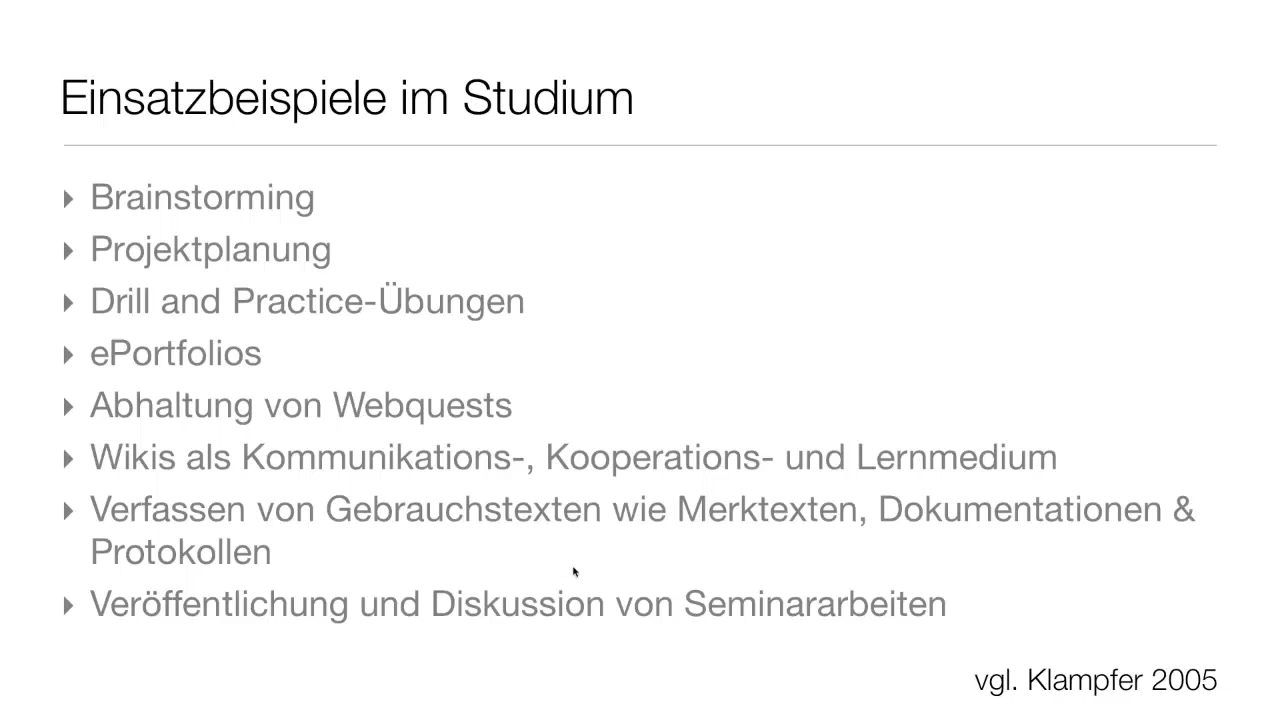 Einsatzbeispiele im Studium
Brainstorming
Projektplanung
Drill and Practice-Übungen
ePortfolios
Abhaltung von Webquests
Wikis als Kommunikations-, Kooperations- und Lernmedium
Verfassen von Gebrauchstexten wie Merktexten, Dokumentationen &
Protokollen
Veröffentlichung und Diskussion von Seminararbeiten
vgl. Klampfer 2005